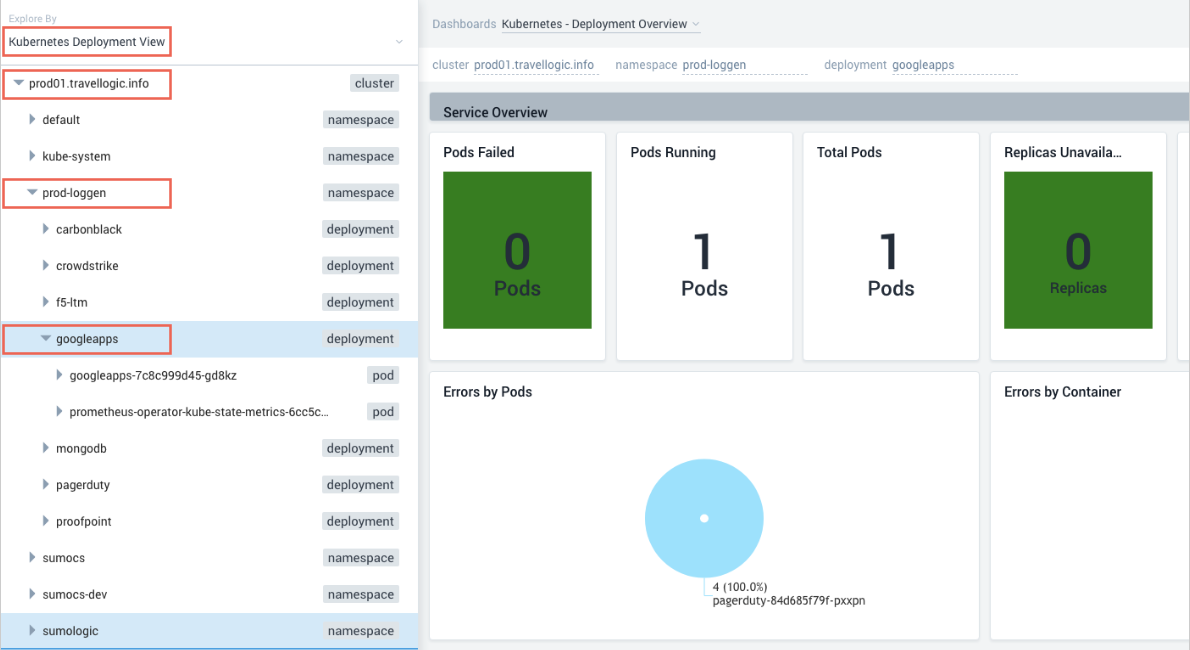 Explore By
Kubernetes Deployment View
prod01.travellogic.info cluster
default namespace
kube-system namespace
prod-loggen namespace
carbonblack deployment
crowdstrike deployment
f5-ltm deployment
googleapps deployment
googleapps-7c8c999d45-gd8kz pod
prometheus-operator-kube-state-metrics-6cc5c... pod
mongodb deployment
pagerduty deployment
proofpoint deployment
sumocs namespace
sumocs-dev namespace
sumologic namespace
Dashboards Kubernetes - Deployment Overview
cluster prod01.travellogic.info namespace prod-loggen deployment googleapps
Service Overview
Pods Failed
0
Pods
Pods Running
1
Pods
Total Pods
1
Pods
Replicas Unavaila...
0
Replicas
Errors by Pods
4 (100.0%)
pagerduty-84d685f79f-pxxpn
Errors by Container